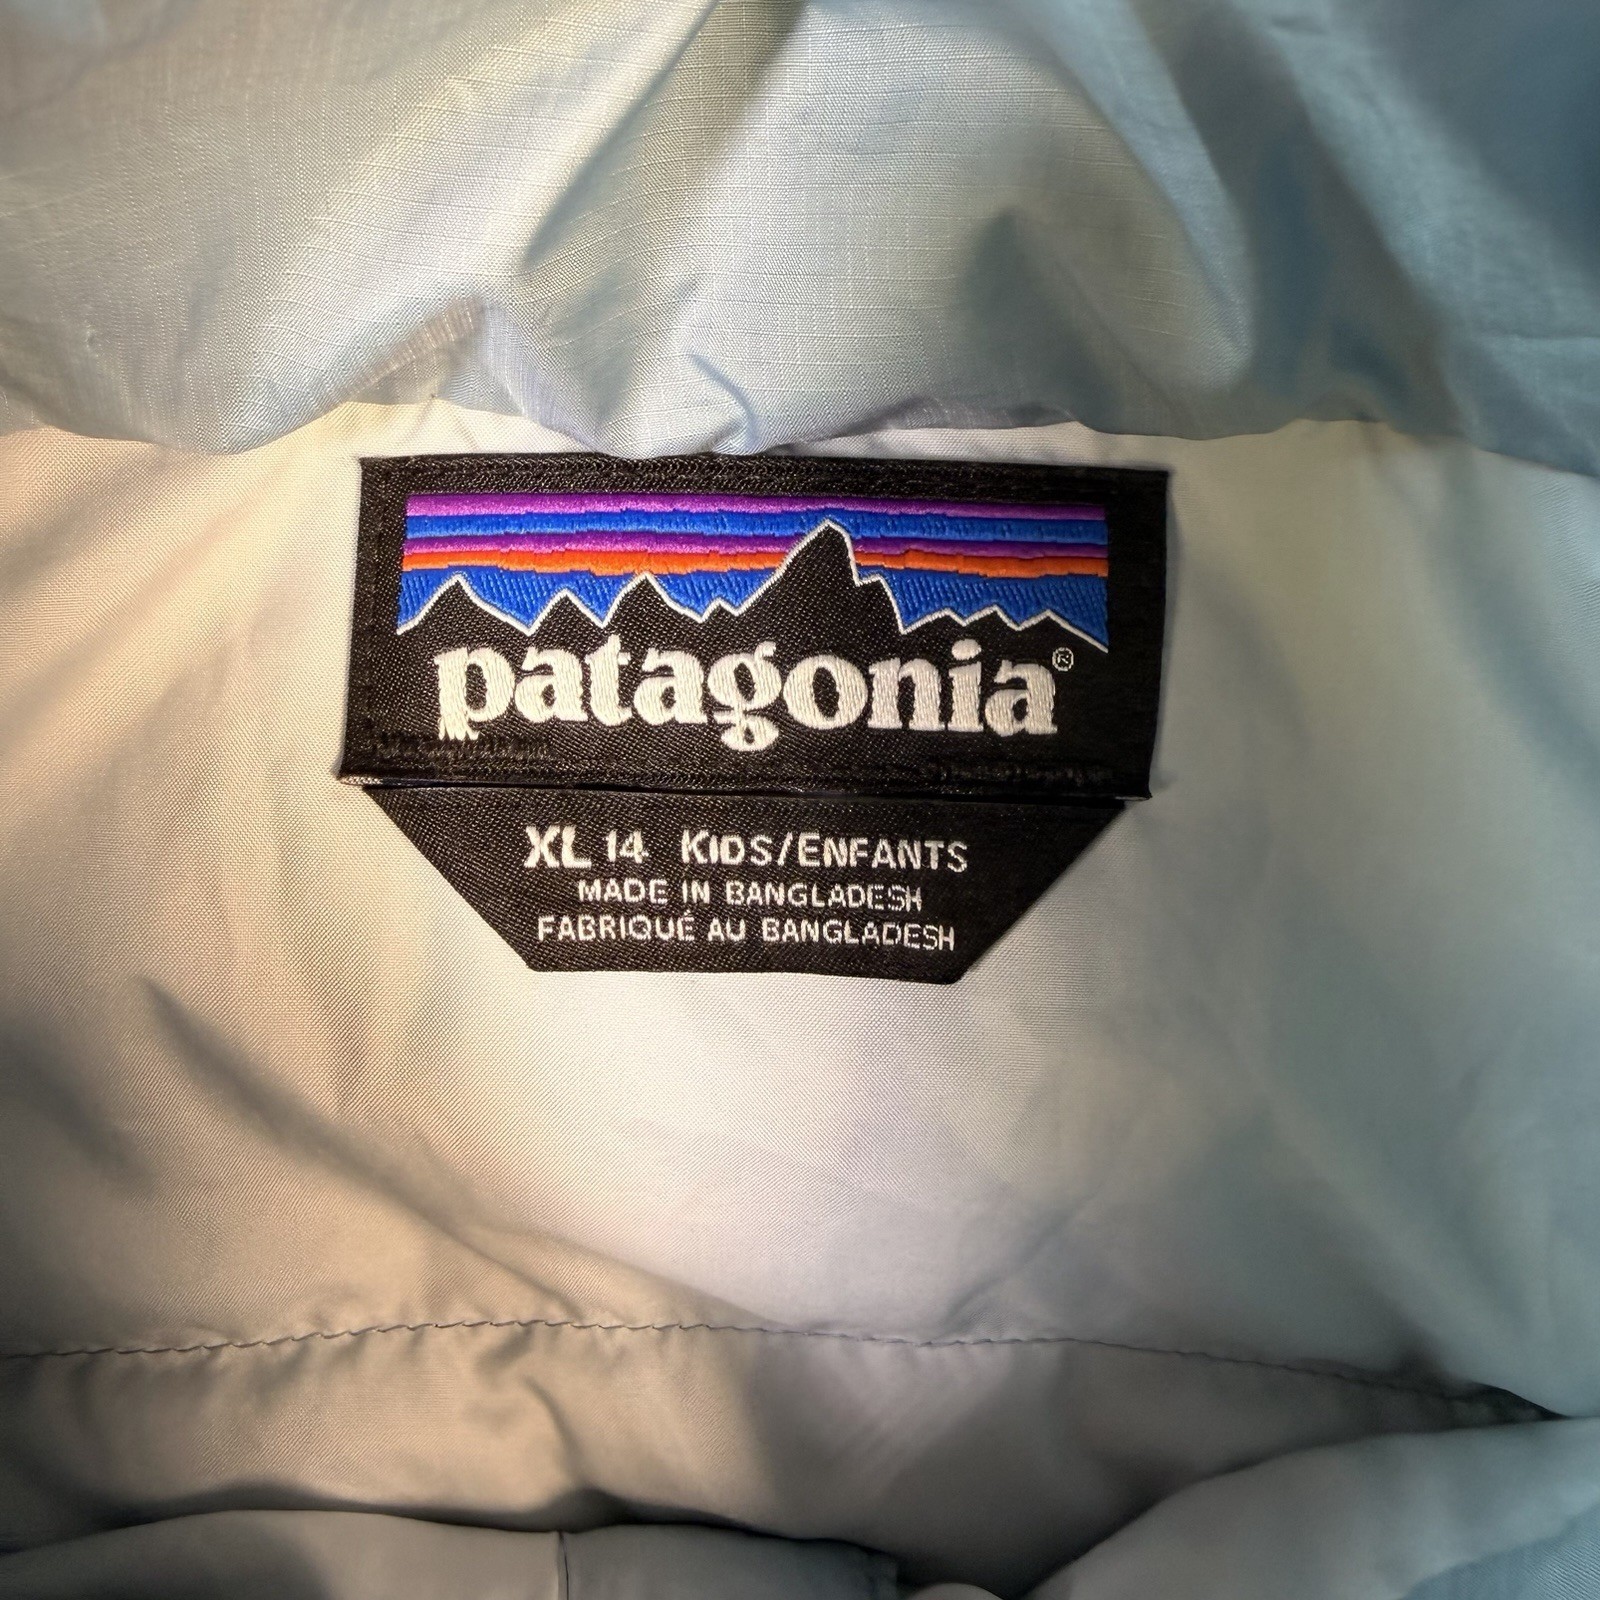 patagonia®
XL 14 KIDS/ENFANTS
MADE IN BANGLADESH
FABRIQUÉ AU BANGLADESH